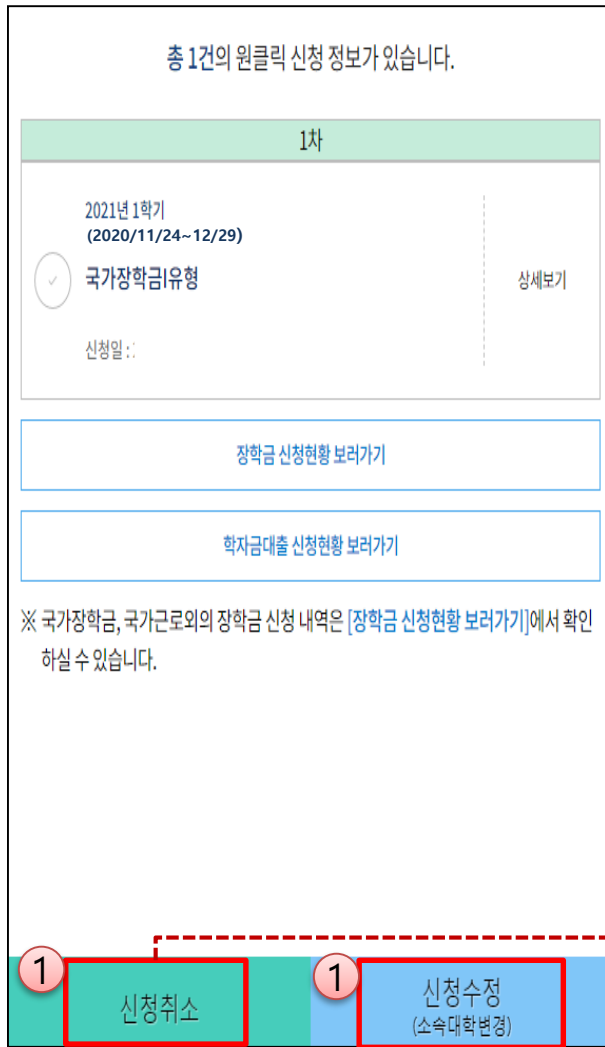 총 1건의 원클릭 신청 정보가 있습니다.
1차
2021년 1학기
(2020/11/24~12/29)
국가장학금I유형
상세보기
신청일 :
장학금 신청현황 보러가기
학자금대출 신청현황 보러가기
※ 국가장학금, 국가근로외의 장학금 신청 내역은 [장학금 신청현황 보러가기]에서 확인
하실 수 있습니다.
1
신청취소
1
신청수정
(소속대학변경)